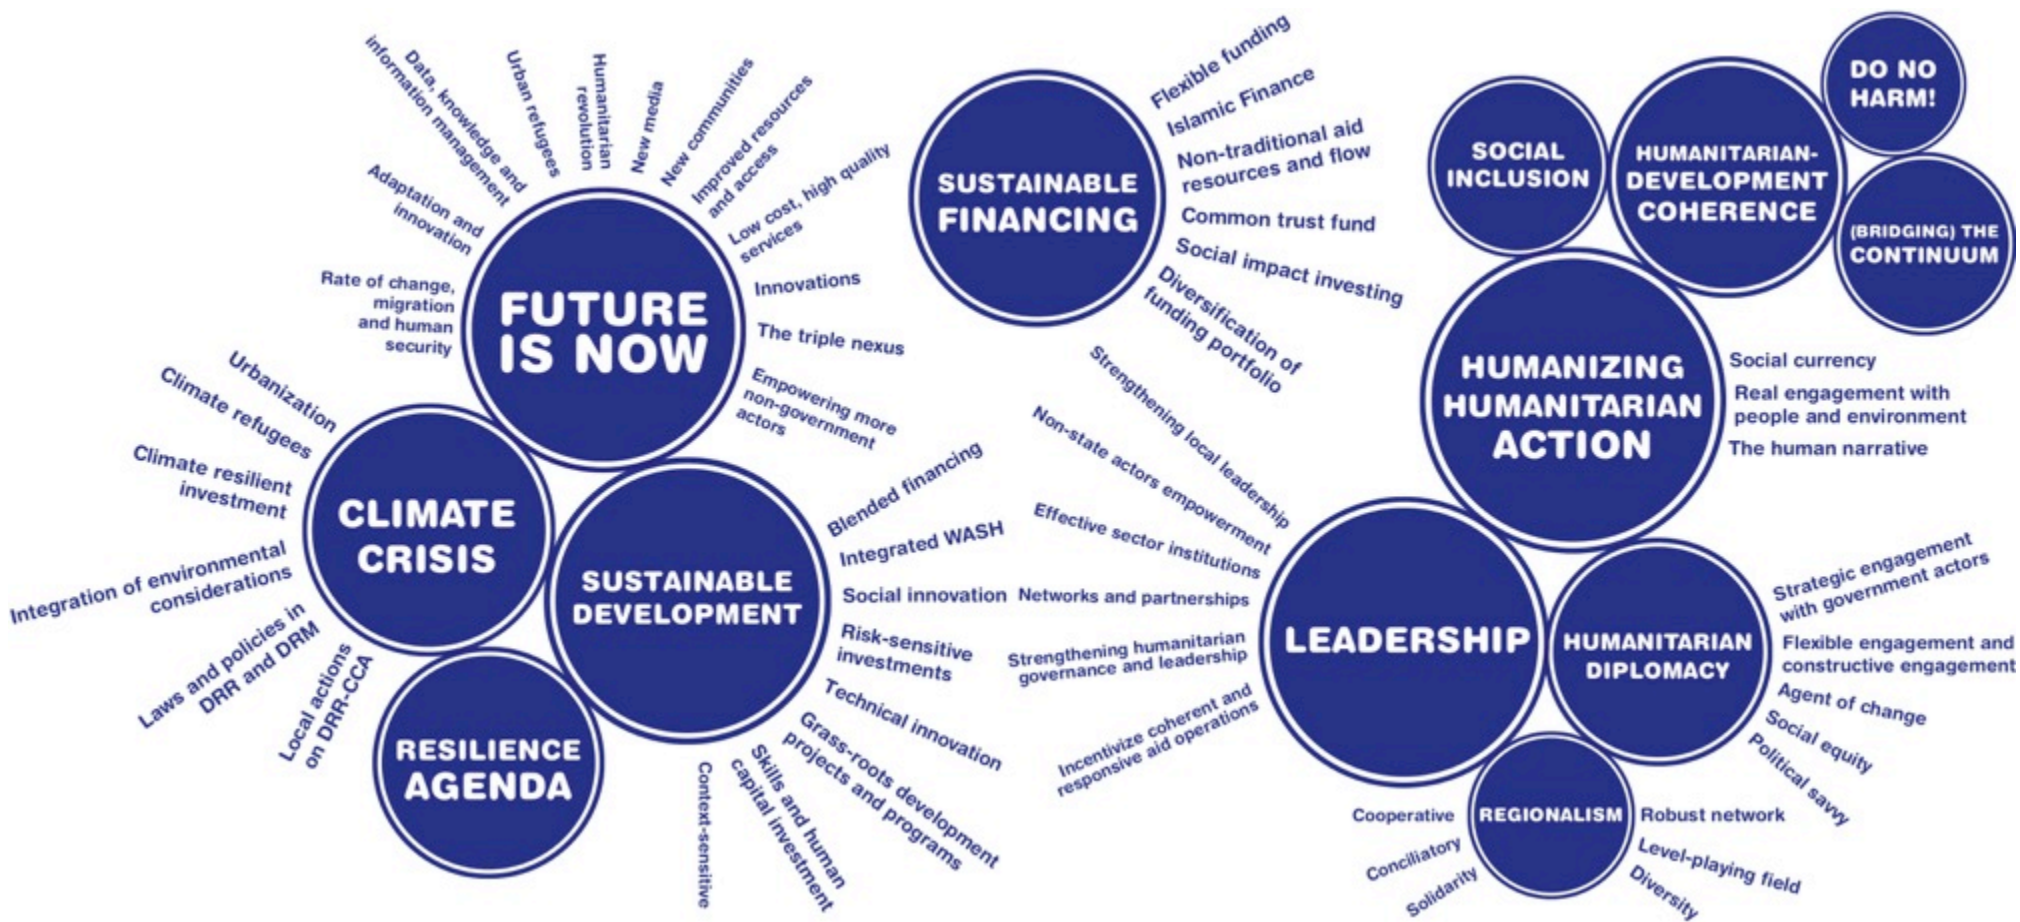 FUTURE
IS NOW
Rate of change,
migration
and human
security
Adaptation and
innovation
Data, knowledge and
information management
Urban refugees
Humanitarian
revolution
New media
New communities
Improved resources
and access
Low cost, high quality
services
Innovations
The triple nexus
Empowering more
non-government
actors
CLIMATE
CRISIS
Urbanization
Climate refugees
Climate resilient
investment
Integration of environmental
considerations
Laws and policies in
DRR and DRM
Local actions
on DRR-CCA
RESILIENCE
AGENDA
SUSTAINABLE
DEVELOPMENT
Blended financing
Integrated WASH
Social innovation
Risk-sensitive
investments
Technical innovation
Grass-roots development
projects and programs
Skills and human
capital investment
Context-sensitive
SUSTAINABLE
FINANCING
Flexible funding
Islamic Finance
Non-traditional aid
resources and flow
Common trust fund
Social impact investing
Diversification of
funding portfolio
SOCIAL
INCLUSION
HUMANITARIAN-
DEVELOPMENT
COHERENCE
DO NO
HARM!
(BRIDGING) THE
CONTINUUM
HUMANIZING
HUMANITARIAN
ACTION
Social currency
Real engagement with
people and environment
The human narrative
LEADERSHIP
Strengthening local leadership
Non-state actors empowerment
Effective sector institutions
Networks and partnerships
Strengthening humanitarian
governance and leadership
Incentivize coherent and
responsive aid operations
HUMANITARIAN
DIPLOMACY
Strategic engagement
with government actors
Flexible engagement and
constructive engagement
Agent of change
Social equity
Political savvy
REGIONALISM
Cooperative
Conciliatory
Solidarity
Robust network
Level-playing field
Diversity